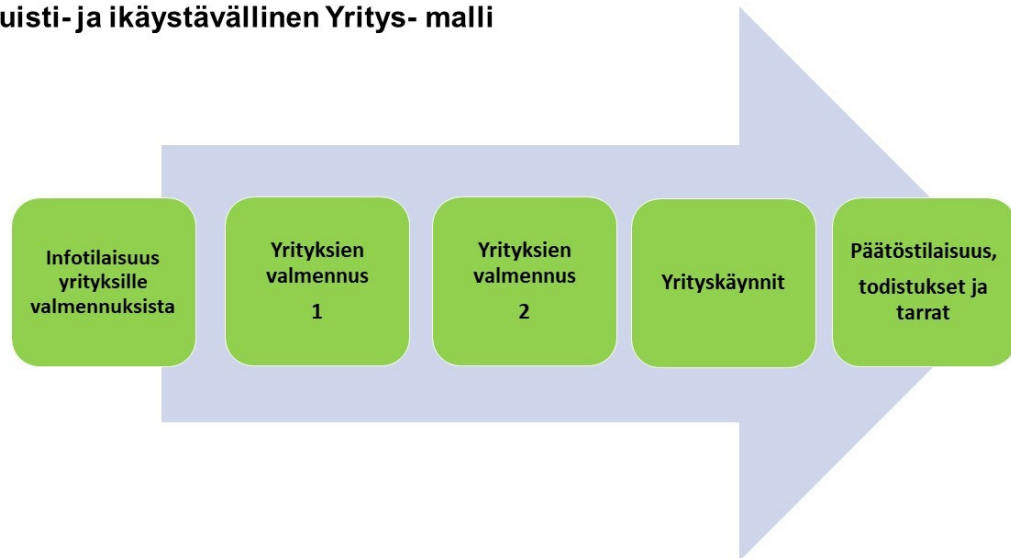 uisti- ja ikäystävällinen Yritys- malli
Infotilaisuus
yrityksille
valmennuksista
Yrityksien
valmennus
1
Yrityksien
valmennus
2
Yrityskäynnit
Päätöstilaisuus,
todistukset ja
tarrat